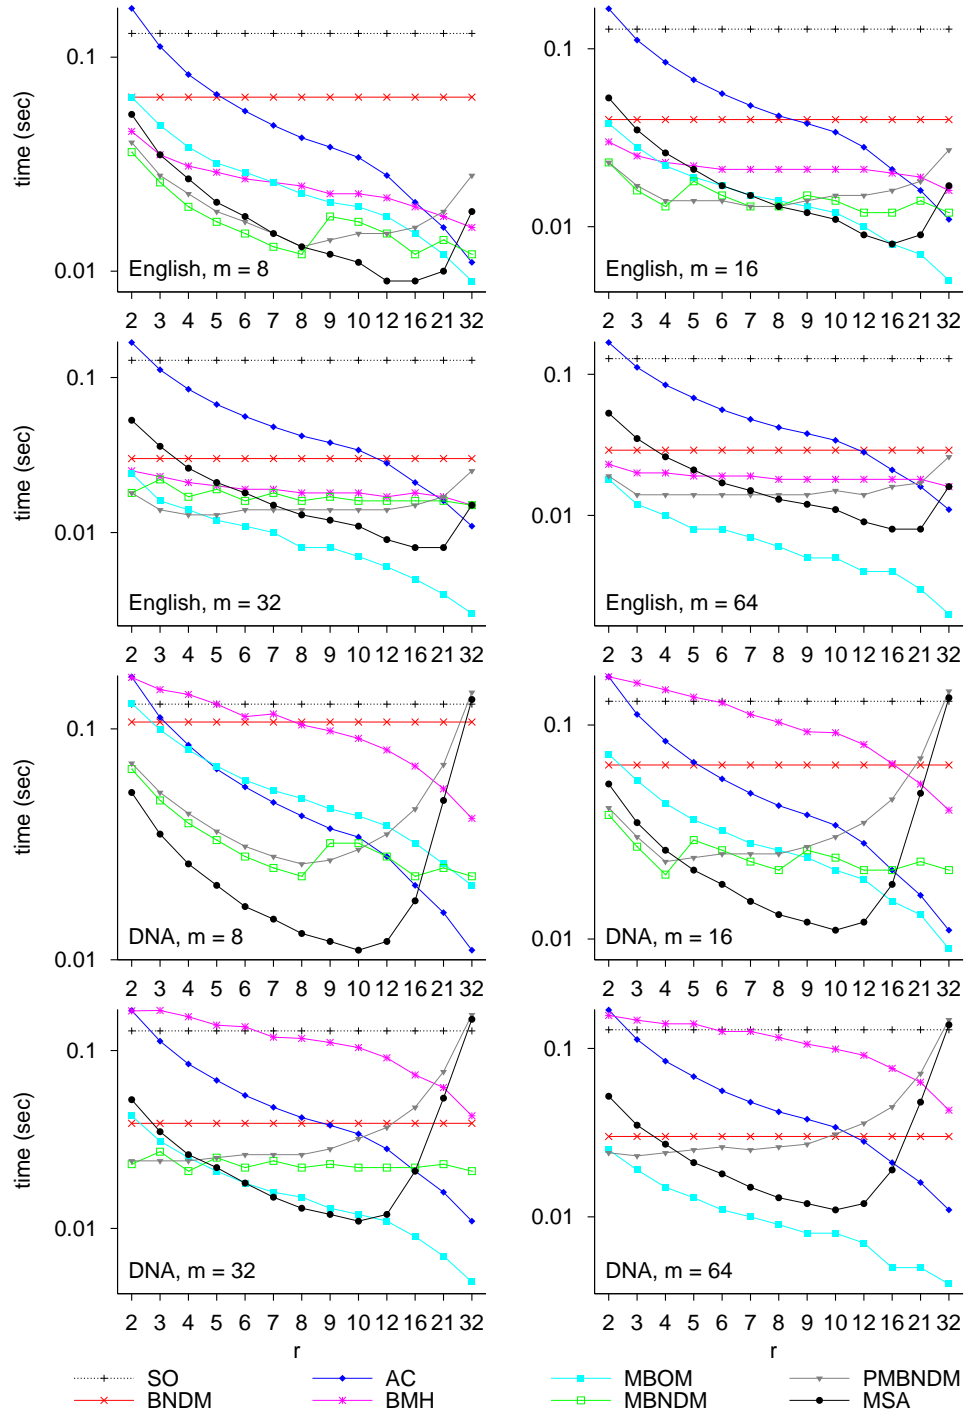 0.1
0.01
time (sec)
English, m = 8
2 3 4 5 6 7 8 9 10 12 16 21 32
0.1
0.01
English, m = 16
2 3 4 5 6 7 8 9 10 12 16 21 32
0.1
0.01
time (sec)
English, m = 32
2 3 4 5 6 7 8 9 10 12 16 21 32
0.1
0.01
English, m = 64
2 3 4 5 6 7 8 9 10 12 16 21 32
0.1
0.01
time (sec)
DNA, m = 8
2 3 4 5 6 7 8 9 10 12 16 21 32
0.1
0.01
DNA, m = 16
2 3 4 5 6 7 8 9 10 12 16 21 32
0.1
0.01
time (sec)
DNA, m = 32
2 3 4 5 6 7 8 9 10 12 16 21 32
r
0.1
0.01
DNA, m = 64
2 3 4 5 6 7 8 9 10 12 16 21 32
r
SO AC MBOM PMBNDM
BNDM BMH MBNDM MSA